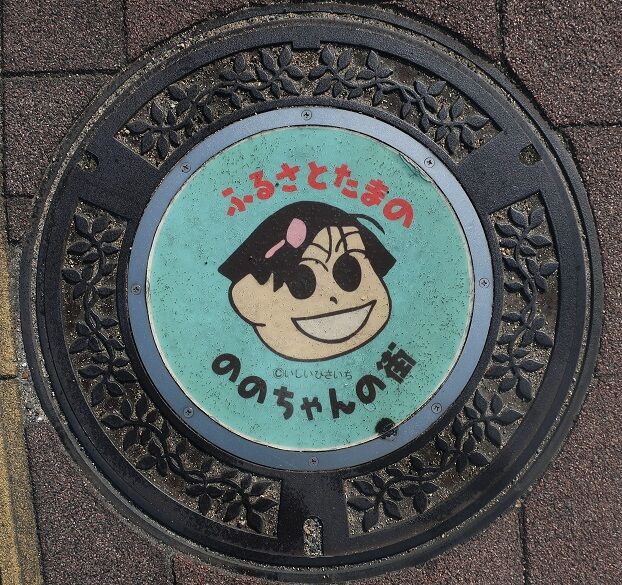 ふるさとたまの
©いしいひさいち
ののちゃんの街